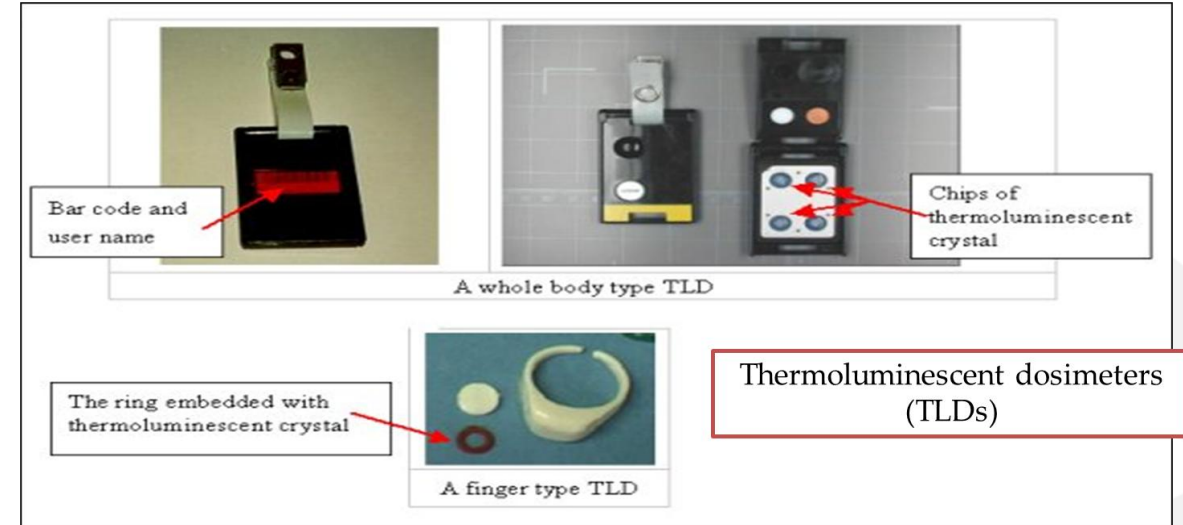 Bar code and
user name
Chips of
thermoluminescent
crystal
A whole body type TLD
The ring embedded with
thermoluminescent crystal
Thermoluminescent dosimeters
(TLDs)
A finger type TLD